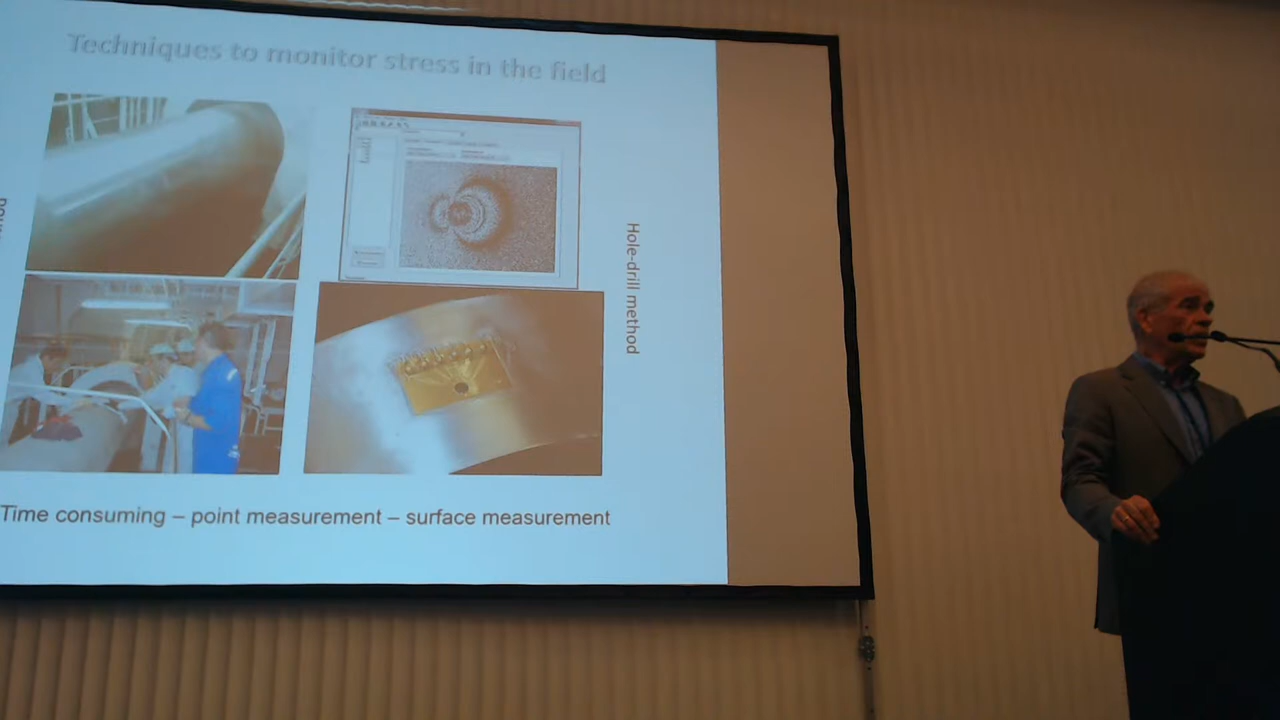 Techniques to monitor stress in the field
Hole-drill method
Time consuming – point measurement – surface measurement